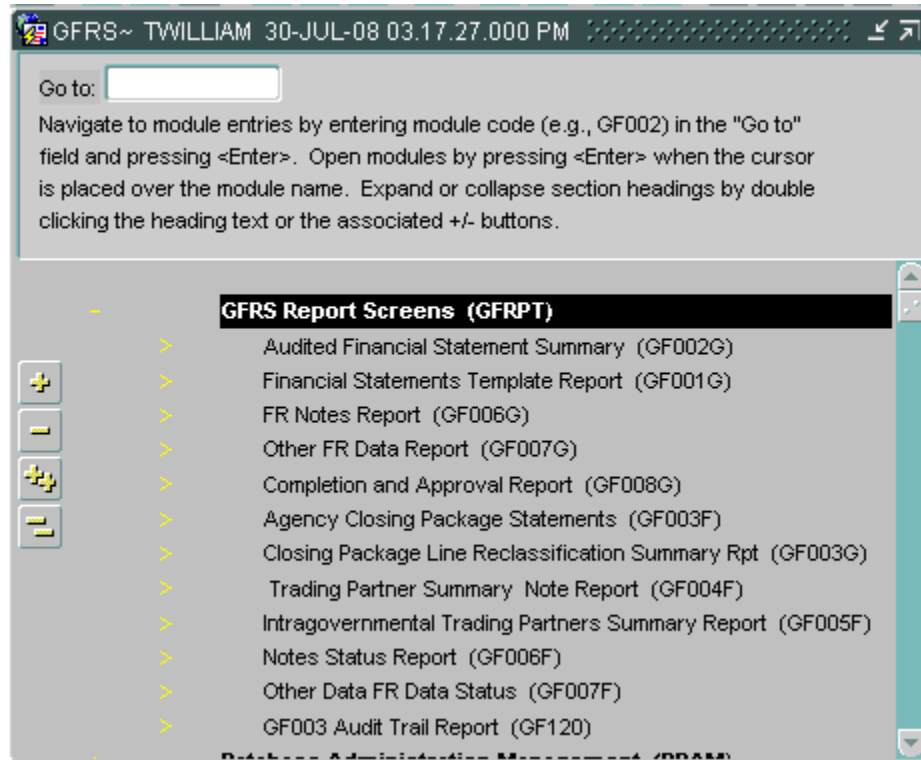 GFRS~ TWILLIAM 30-JUL-08 03.17.27.000 PM
Go to:
Navigate to module entries by entering module code (e.g., GF002) in the "Go to"
field and pressing <Enter>. Open modules by pressing <Enter> when the cursor
is placed over the module name. Expand or collapse section headings by double
clicking the heading text or the associated +/- buttons.
- GFRS Report Screens (GFRPT)
> Audited Financial Statement Summary (GF002G)
> Financial Statements Template Report (GF001G)
> FR Notes Report (GF006G)
> Other FR Data Report (GF007G)
> Completion and Approval Report (GF008G)
> Agency Closing Package Statements (GF003F)
> Closing Package Line Reclassification Summary Rpt (GF003G)
> Trading Partner Summary Note Report (GF004F)
> Intragovernmental Trading Partners Summary Report (GF005F)
> Notes Status Report (GF006F)
> Other Data FR Data Status (GF007F)
> GF003 Audit Trail Report (GF120)
Database Administration Management